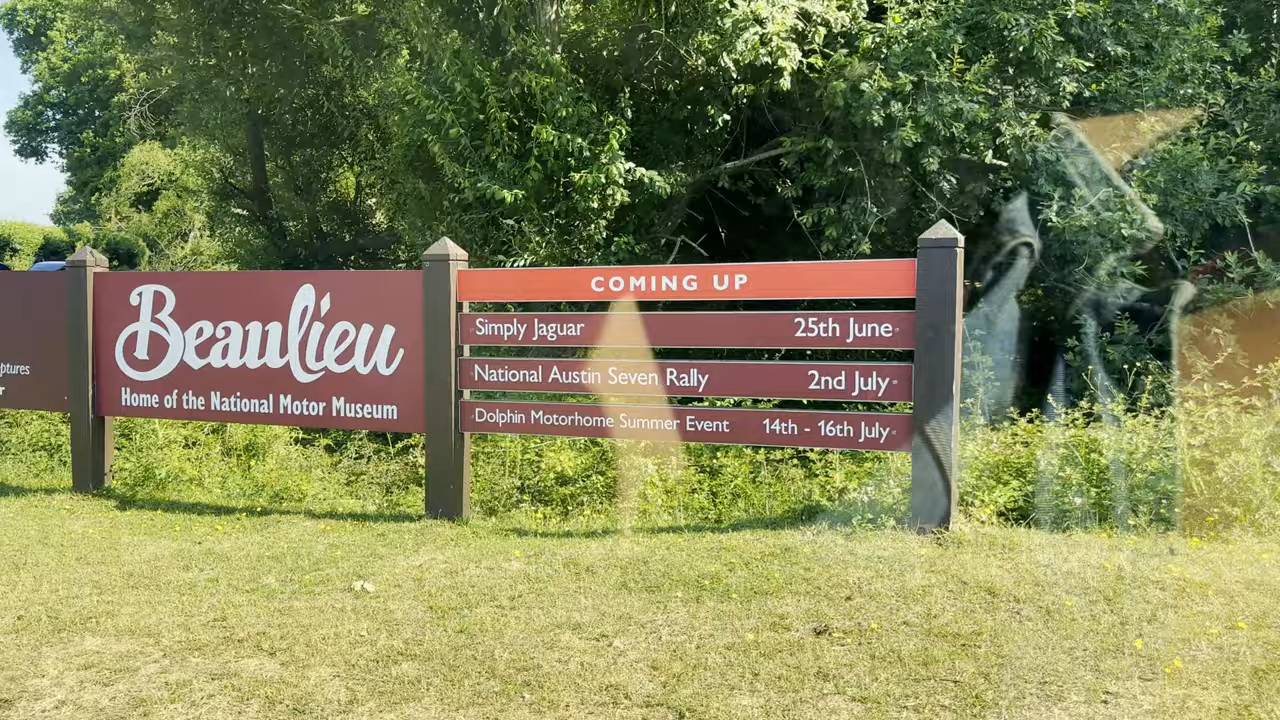 Beaulieu
Home of the National Motor Museum
COMING UP
Simply Jaguar 25th June
National Austin Seven Rally 2nd July
Dolphin Motorhome Summer Event 14th - 16th July